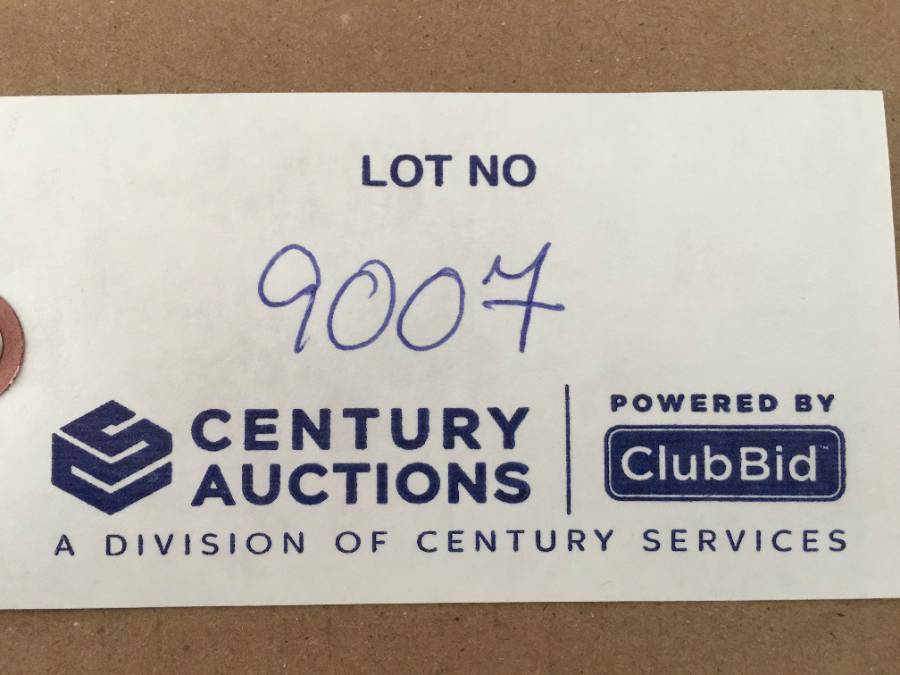 LOT NO
9007
CENTURY
AUCTIONS
POWERED BY
ClubBid™
A DIVISION OF CENTURY SERVICES